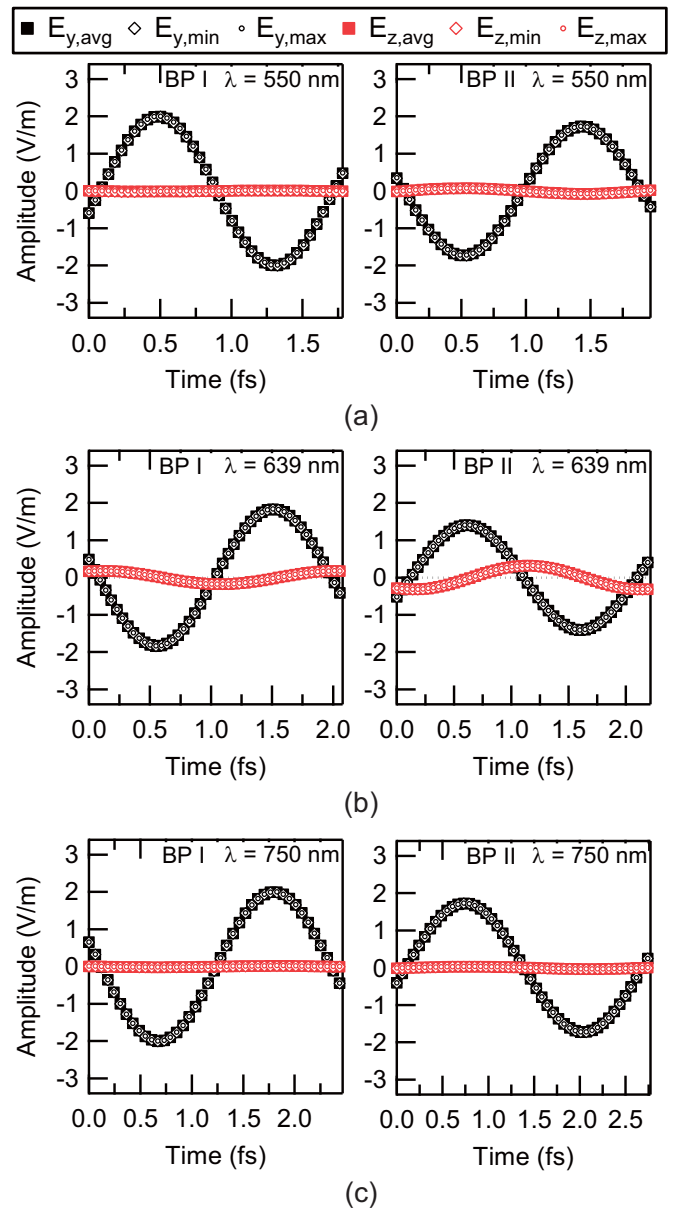 E_y,avg E_y,min E_y,max E_z,avg E_z,min E_z,max
BP I λ = 550 nm BP II λ = 550 nm
3
2
1
0
-1
-2
-3
Amplitude (V/m)
0.0 0.5 1.0 1.5 0.0 0.5 1.0 1.5
Time (fs) Time (fs)
(a)
BP I λ = 639 nm BP II λ = 639 nm
3
2
1
0
-1
-2
-3
Amplitude (V/m)
0.0 0.5 1.0 1.5 2.0 0.0 0.5 1.0 1.5 2.0
Time (fs) Time (fs)
(b)
BP I λ = 750 nm BP II λ = 750 nm
3
2
1
0
-1
-2
-3
Amplitude (V/m)
0.0 0.5 1.0 1.5 2.0 0.0 0.5 1.0 1.5 2.0 2.5
Time (fs) Time (fs)
(c)